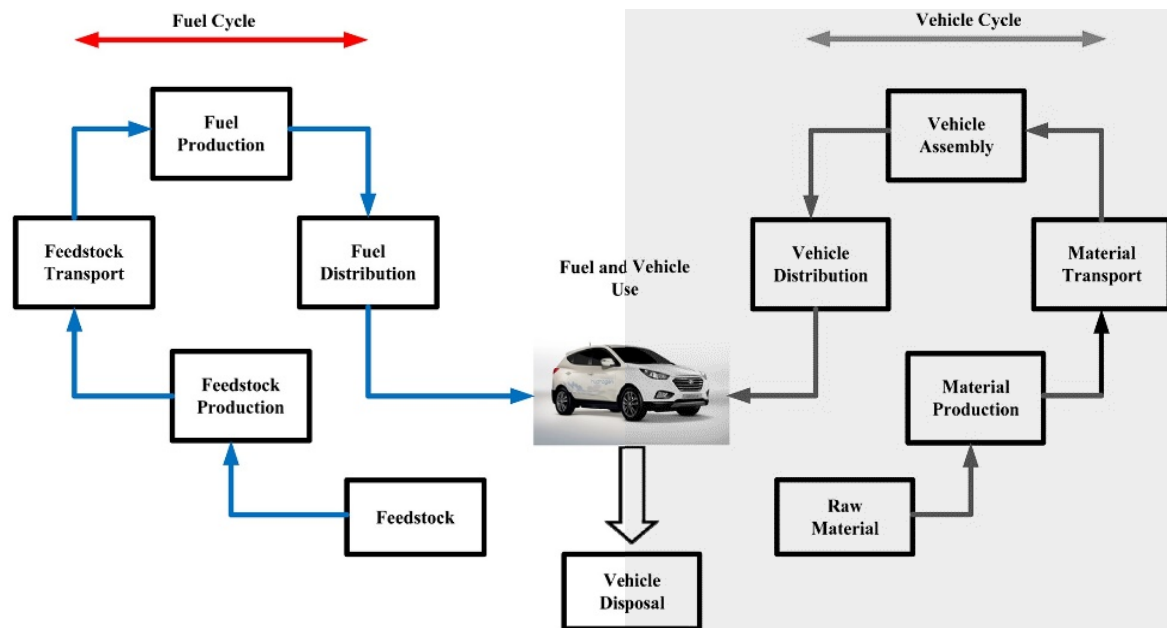 Fuel Cycle
Vehicle Cycle
Fuel
Production
Vehicle
Assembly
Feedstock
Transport
Fuel
Distribution
Fuel and Vehicle
Use
Vehicle
Distribution
Material
Transport
Feedstock
Production
Material
Production
Feedstock
Raw
Material
Vehicle
Disposal